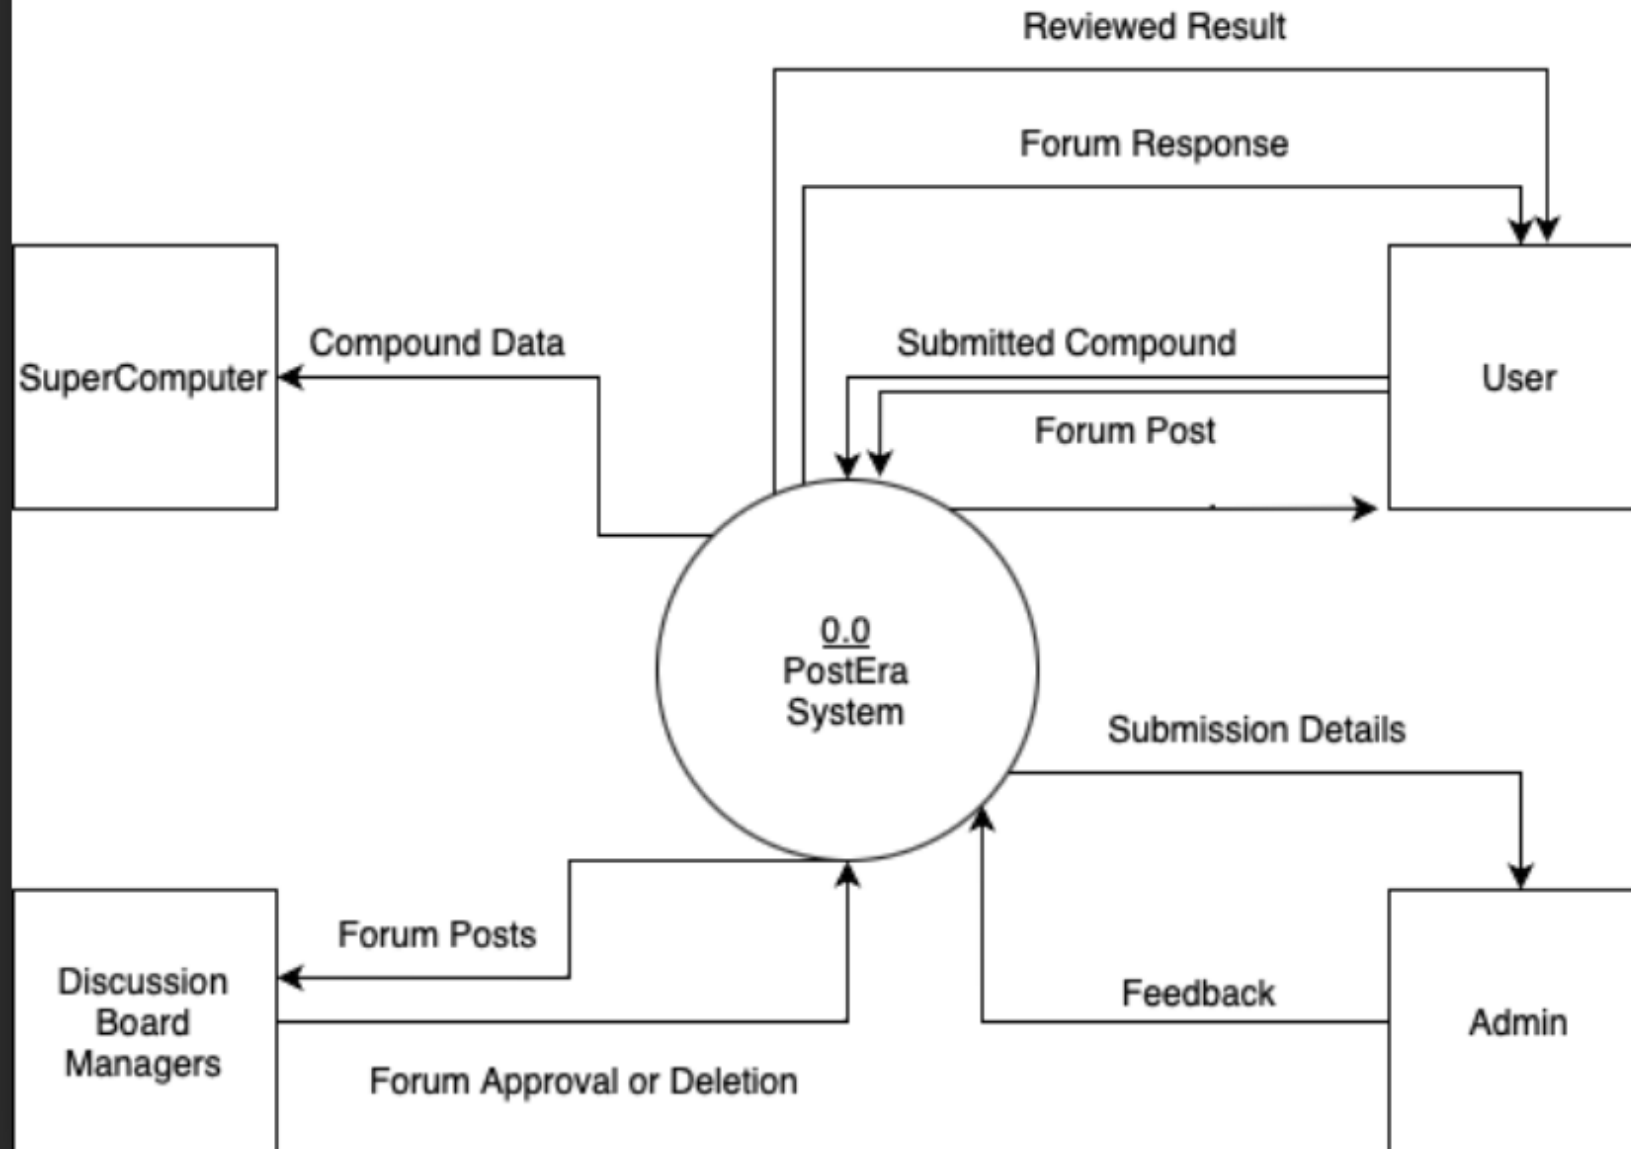 Reviewed Result
Forum Response
Compound Data
Submitted Compound
SuperComputer
User
Forum Post
0.0
PostEra
System
Submission Details
Forum Posts
Discussion
Board
Managers
Feedback
Admin
Forum Approval or Deletion